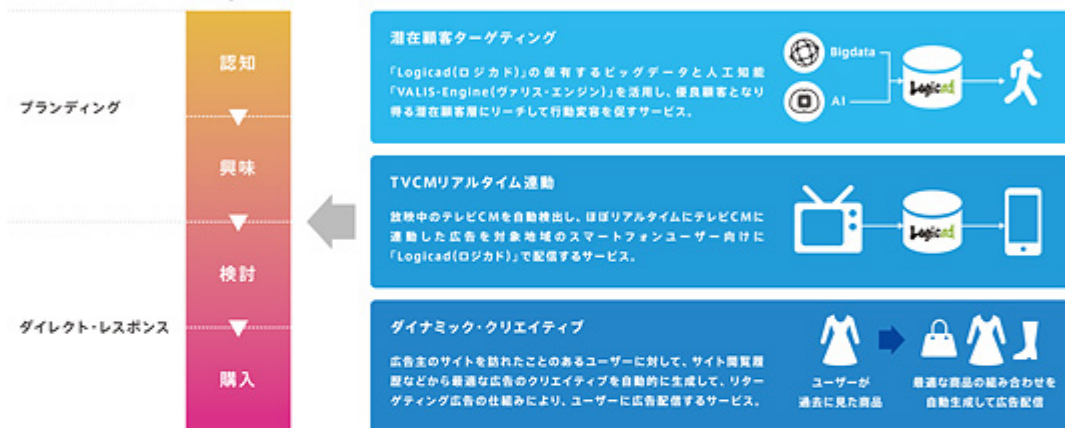 ブランディング
ダイレクト・レスポンス
認知
興味
検討
購入
潜在顧客ターゲティング
「Logicad(ロジカド)」の保有するビッグデータと人工知能
「VALIS-Engine(ヴァリス・エンジン)」を活用し、優良顧客となり
得る潜在顧客層にリーチして行動変容を促すサービス。
Bigdata
AI
Logicad
TVCMリアルタイム連動
放映中のテレビCMを自動検出し、ほぼリアルタイムにテレビCMに
連動した広告を対象地域のスマートフォンユーザー向けに
「Logicad(ロジカド)」で配信するサービス。
Logicad
ダイナミック・クリエイティブ
広告主のサイトを訪れたことのあるユーザーに対して、サイト閲覧履
歴などから最適な広告のクリエイティブを自動的に生成して、リター
ゲティング広告の仕組みにより、ユーザーに広告配信するサービス。
ユーザーが
過去に見た商品
最適な商品の組み合わせを
自動生成して広告配信